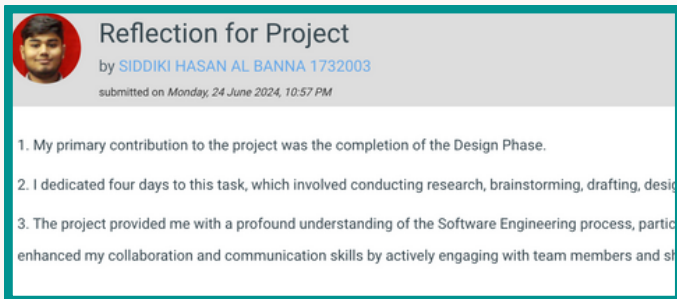 Reflection for Project
by SIDDIKI HASAN AL BANNA 1732003
submitted on Monday, 24 June 2024, 10:57 PM
1. My primary contribution to the project was the completion of the Design Phase.
2. I dedicated four days to this task, which involved conducting research, brainstorming, drafting,
3. The project provided me with a profound understanding of the Software Engineering process,
enhanced my collaboration and communication skills by actively engaging with team members and